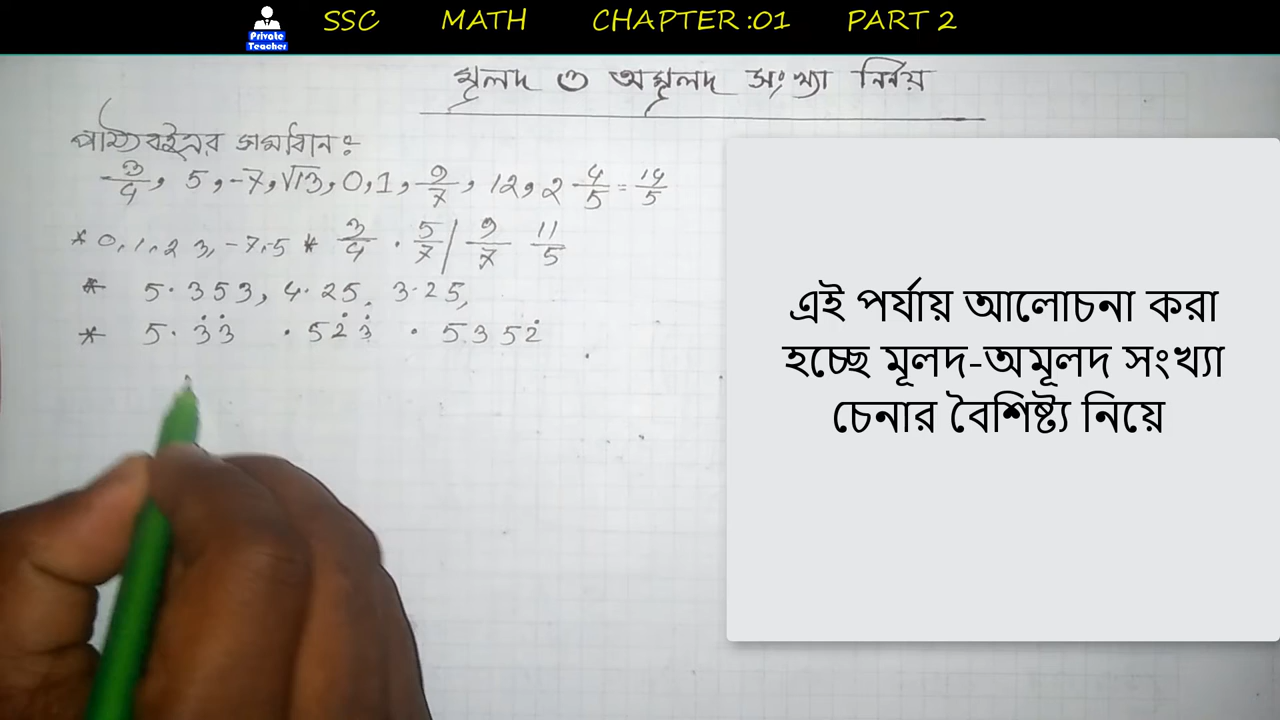 SSC MATH CHAPTER :01 PART 2
Private Teacher
মূলদ ও অমূলদ সংখ্যা নির্নয়
সমাধান ঃ
3/4, 5, -7, √13, 0, 1, 9/7, 12, 2 4/5 = 14/5
* 0, 1, 2 3, -7, 5 * 3/4 . 5/7 | 9/7 11/5
* 5.353, 4.25, 3.25,
* 5.3̇3̇ .52̇3̇ . 5.352̇
এই পর্যায় আলোচনা করা
হচ্ছে মূলদ-অমূলদ সংখ্যা
চেনার বৈশিষ্ট্য নিয়ে